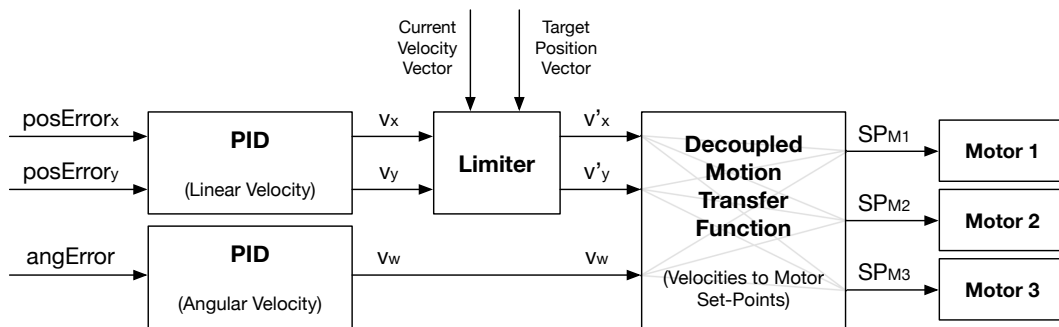 Current
Velocity
Vector
Target
Position
Vector
posErrorx
posErrory
PID
(Linear Velocity)
vx
vy
Limiter
v'x
v'y
Decoupled
Motion
Transfer
Function
(Velocities to Motor
Set-Points)
SPM1
Motor 1
SPM2
Motor 2
SPM3
Motor 3
angError
PID
(Angular Velocity)
vw
vw